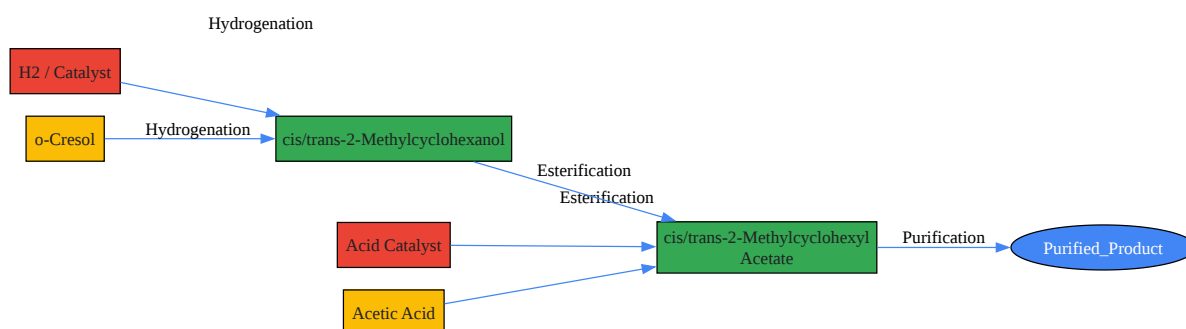 Hydrogenation
H2 / Catalyst
o-Cresol
Hydrogenation
cis/trans-2-Methylcyclohexanol
Esterification
Esterification
Acid Catalyst
Acetic Acid
cis/trans-2-Methylcyclohexyl
Acetate
Purification
Purified_Product